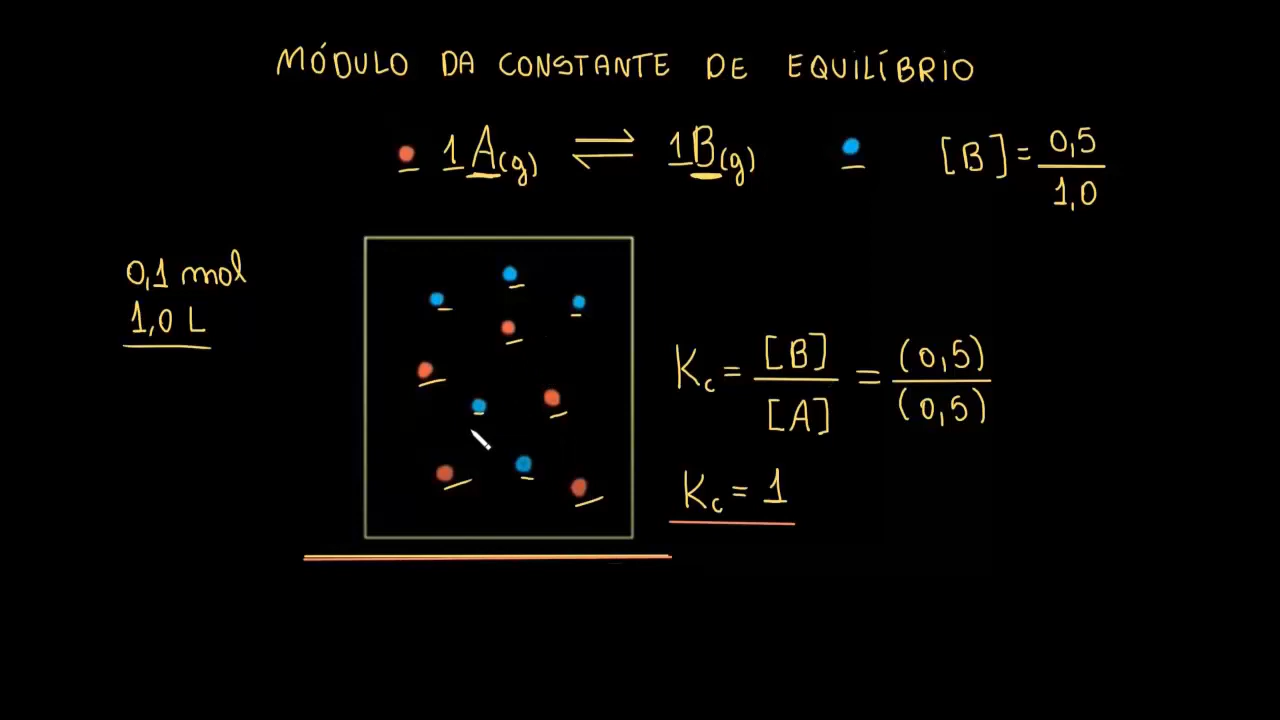 MÓDULO DA CONSTANTE DE EQUILÍBRIO
1A(g) ⇌ 1B(g)
[B] = 0,5 / 1,0
0,1 mol
1,0 L
Kc = [B] / [A] = (0,5) / (0,5)
Kc = 1